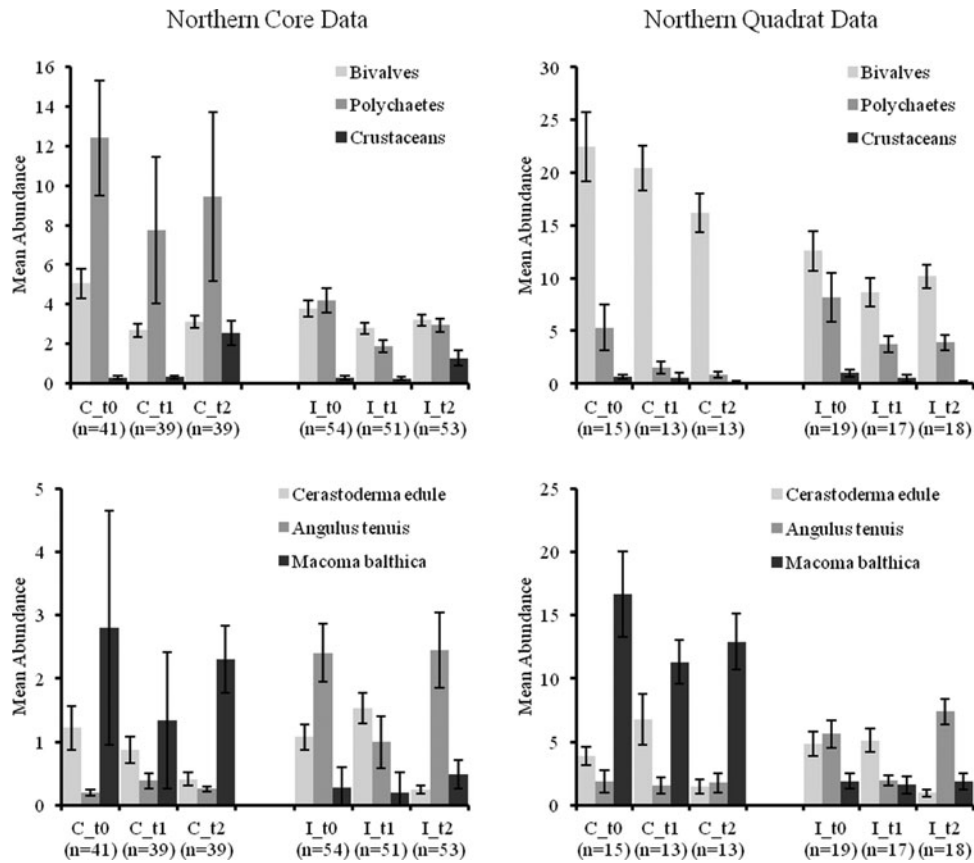 Northern Core Data
Northern Quadrat Data
Mean Abundance
16
14
12
10
8
6
4
2
0
Bivalves
Polychaetes
Crustaceans
C_t0 C_t1 C_t2 I_t0 I_t1 I_t2
(n=41) (n=39) (n=39) (n=54) (n=51) (n=53)
Mean Abundance
30
25
20
15
10
5
0
Bivalves
Polychaetes
Crustaceans
C_t0 C_t1 C_t2 I_t0 I_t1 I_t2
(n=15) (n=13) (n=13) (n=19) (n=17) (n=18)
Mean Abundance
5
4
3
2
1
0
Cerastoderma edule
Angulus tenuis
Macoma balthica
C_t0 C_t1 C_t2 I_t0 I_t1 I_t2
(n=41) (n=39) (n=39) (n=54) (n=51) (n=53)
Mean Abundance
25
20
15
10
5
0
Cerastoderma edule
Angulus tenuis
Macoma balthica
C_t0 C_t1 C_t2 I_t0 I_t1 I_t2
(n=15) (n=13) (n=13) (n=19) (n=17) (n=18)